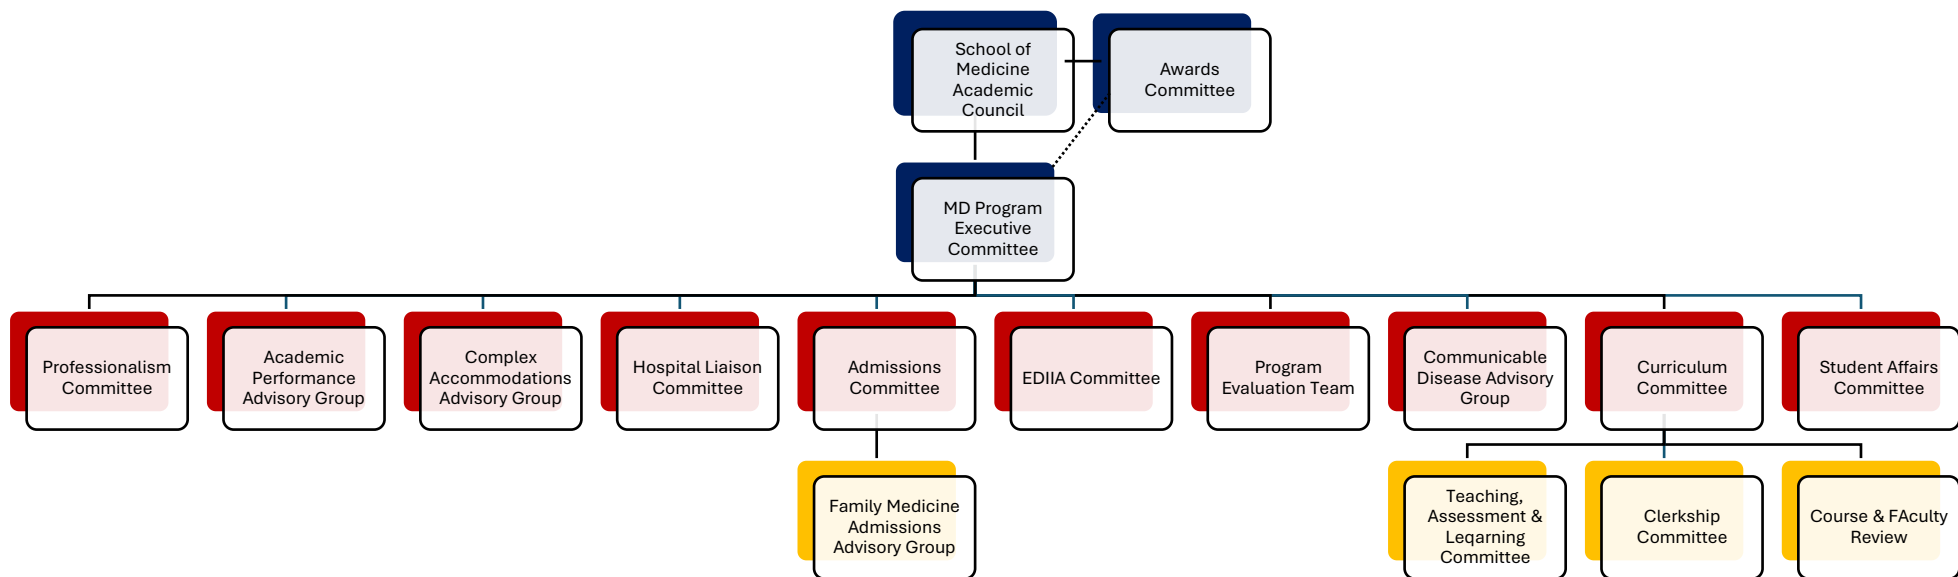 School of
Medicine
Academic
Council
Awards
Committee
MD Program
Executive
Committee
Professionalism
Committee
Academic
Performance
Advisory Group
Complex
Accommodations
Advisory Group
Hospital Liaison
Committee
Admissions
Committee
EDIIA Committee
Program
Evaluation Team
Communicable
Disease Advisory
Group
Curriculum
Committee
Student Affairs
Committee
Family Medicine
Admissions
Advisory Group
Teaching,
Assessment &
Leqarning
Committee
Clerkship
Committee
Course & FAculty
Review